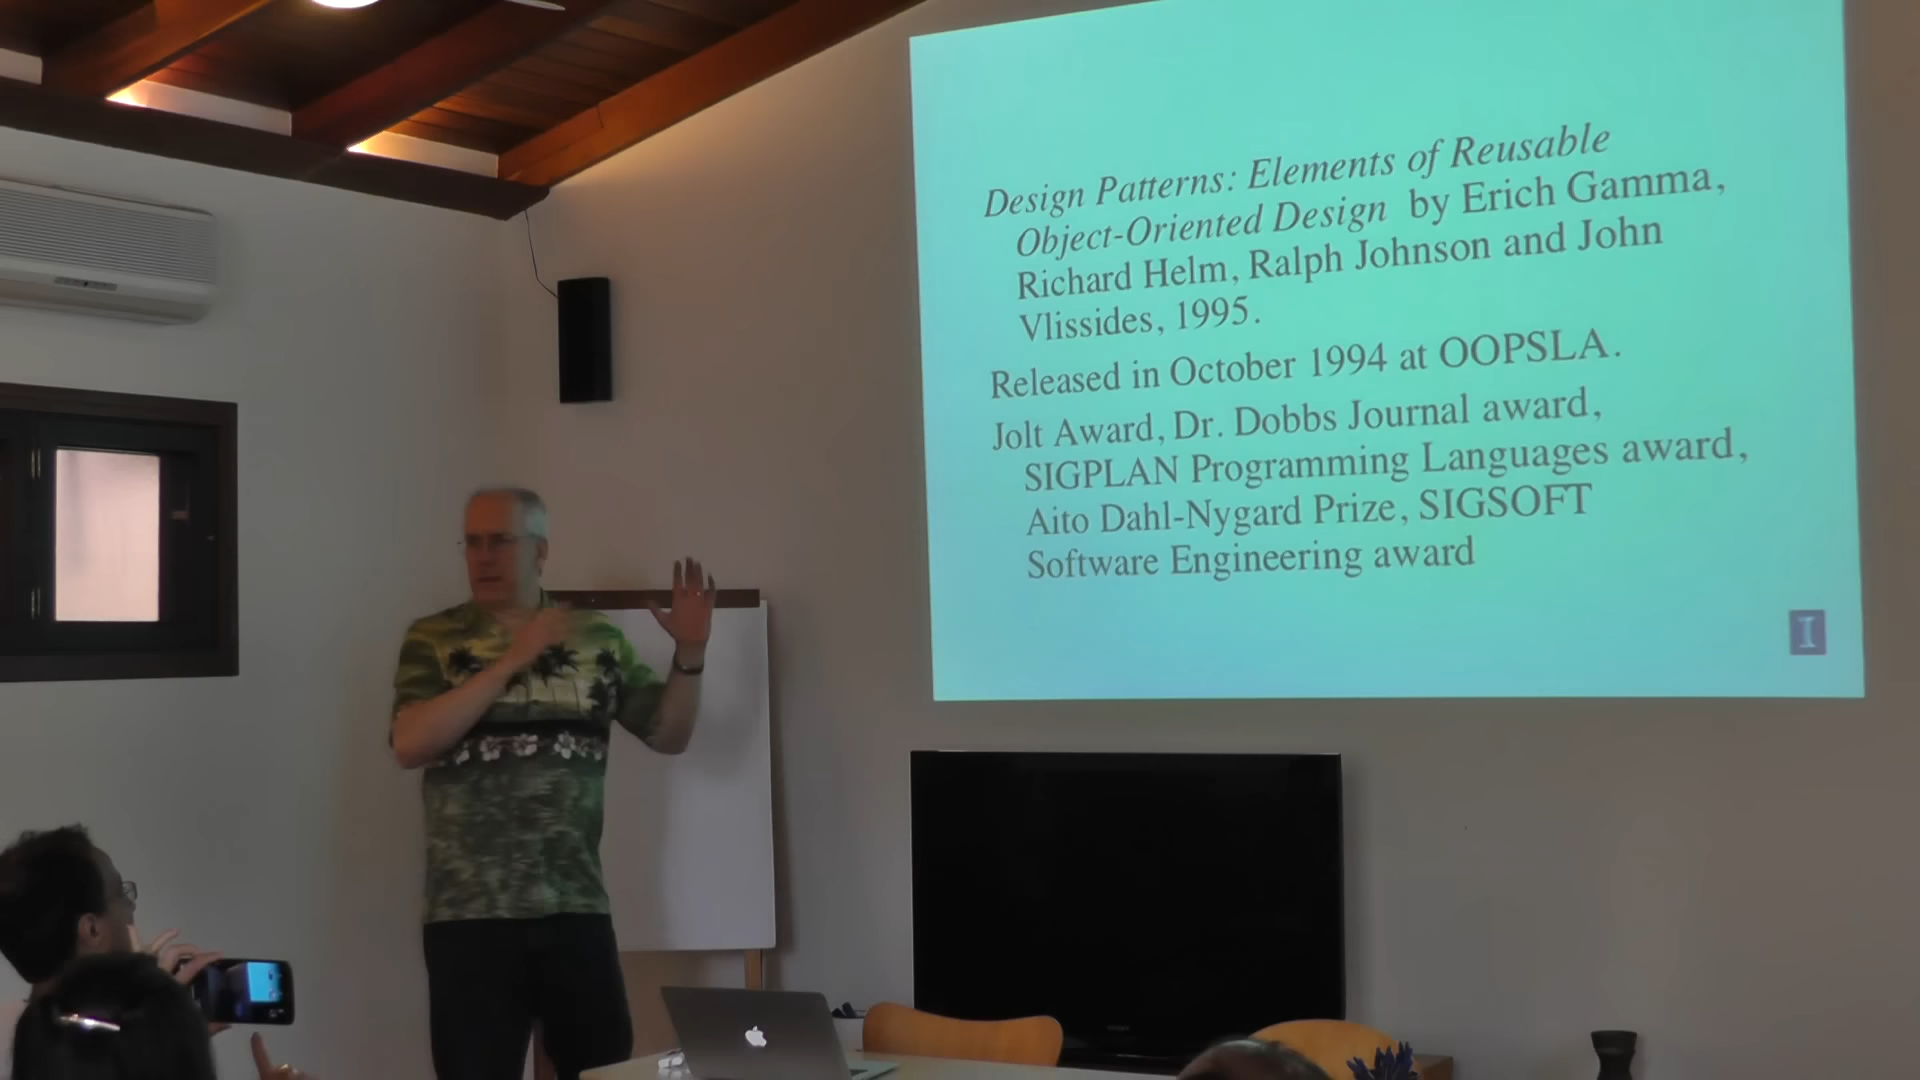 Design Patterns: Elements of Reusable
Object-Oriented Design by Erich Gamma,
Richard Helm, Ralph Johnson and John
Vlissides, 1995.
Released in October 1994 at OOPSLA.
Jolt Award, Dr. Dobbs Journal award,
SIGPLAN Programming Languages award,
Aito Dahl-Nygard Prize, SIGSOFT
Software Engineering award
I